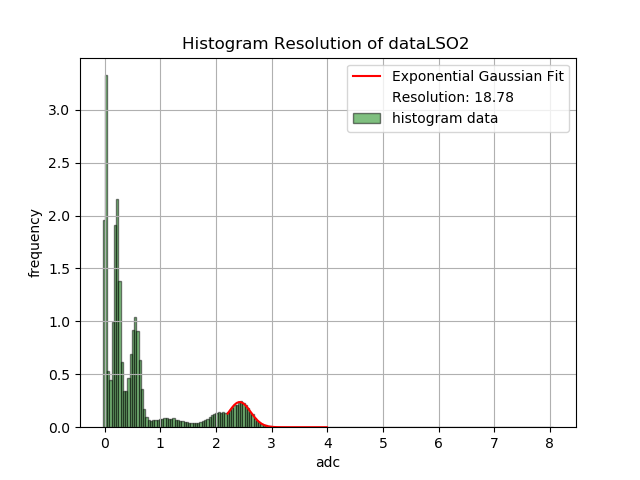 Histogram Resolution of dataLSO2
Exponential Gaussian Fit
Resolution: 18.78
histogram data
frequency
3.0
2.5
2.0
1.5
1.0
0.5
0.0
0 1 2 3 4 5 6 7 8
adc